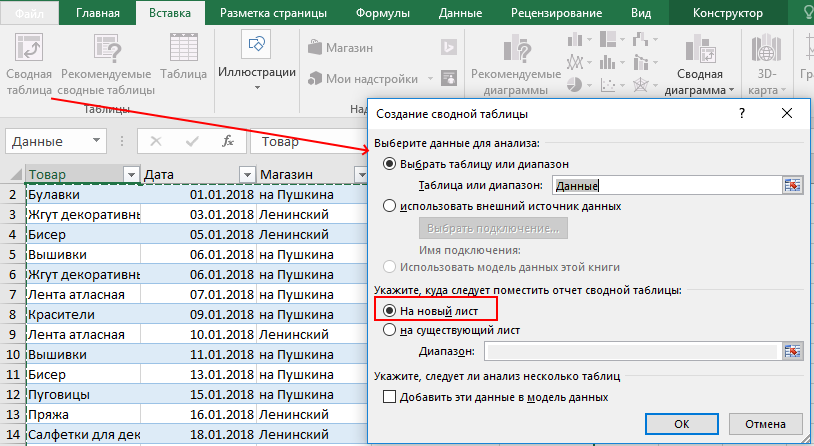 Файл Главная Вставка Разметка страницы Формулы Данные Рецензирование Вид Конструктор
Сводная таблица
Рекомендуемые сводные таблицы
Таблица
Таблицы
Иллюстрации
Магазин
Мои надстройки
Над
Рекомендуемые диаграммы
Сводная диаграмма
3D-карта
Гра
Данные fx Товар
Товар Дата Магазин
2 Булавки 01.01.2018 на Пушкина
3 Жгут декоративны 03.01.2018 Ленинский
4 Бисер 05.01.2018 Ленинский
5 Вышивки 06.01.2018 на Пушкина
6 Жгут декоративны 06.01.2018 на Пушкина
7 Лента атласная 07.01.2018 на Пушкина
8 Красители 09.01.2018 на Пушкина
9 Лента атласная 10.01.2018 Ленинский
10 Вышивки 11.01.2018 на Пушкина
11 Бисер 13.01.2018 на Пушкина
12 Пуговицы 15.01.2018 на Пушкина
13 Пряжа 16.01.2018 Ленинский
14 Салфетки для дек 18.01.2018 Ленинский
Создание сводной таблицы ? ×
Выберите данные для анализа:
Выбрать таблицу или диапазон
Таблица или диапазон: Данные
использовать внешний источник данных
Выбрать подключение...
Имя подключения:
Использовать модель данных этой книги
Укажите, куда следует поместить отчет сводной таблицы:
На новый лист
на существующий лист
Диапазон:
Укажите, следует ли анализ несколько таблиц
Добавить эти данные в модель данных
ОК Отмена